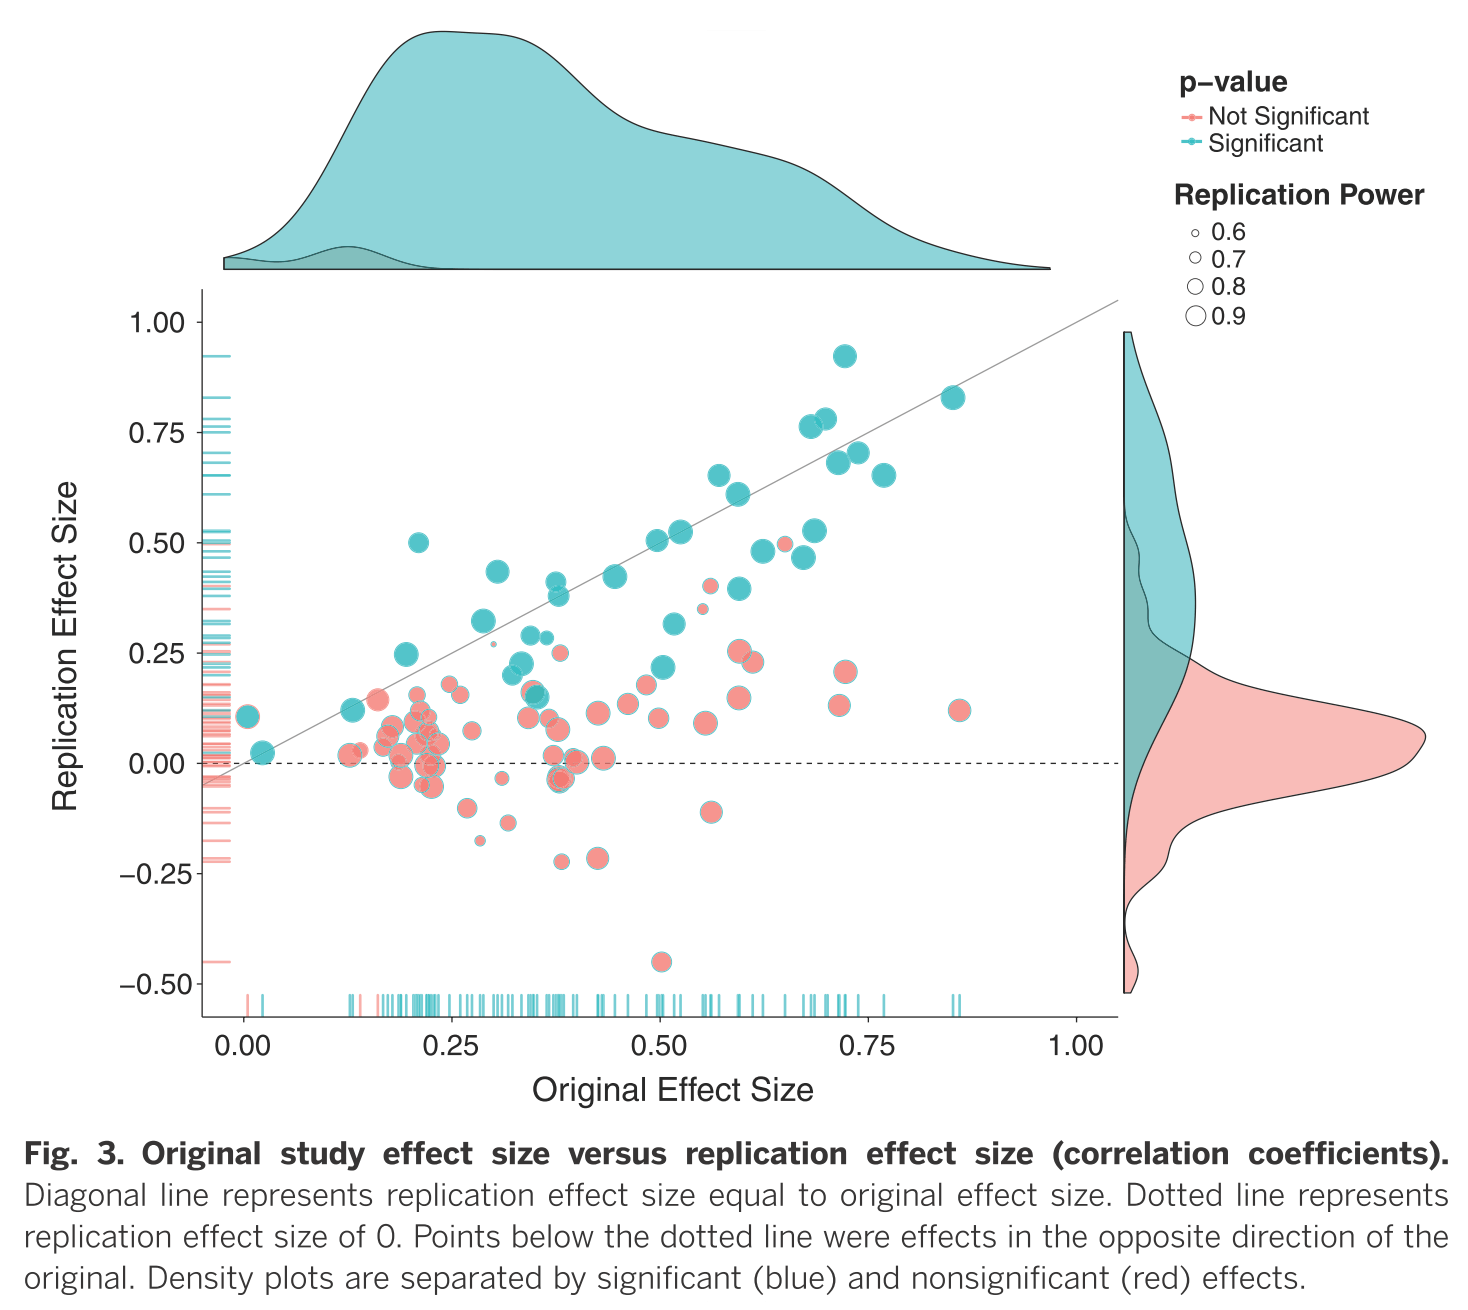 p−value
Not Significant
Significant
Replication Power
0.6
0.7
0.8
0.9
1.00
0.75
0.50
0.25
0.00
−0.25
−0.50
Replication Effect Size
0.00 0.25 0.50 0.75 1.00
Original Effect Size
Fig. 3. Original study effect size versus replication effect size (correlation coefficients).
Diagonal line represents replication effect size equal to original effect size. Dotted line represents
replication effect size of 0. Points below the dotted line were effects in the opposite direction of the
original. Density plots are separated by significant (blue) and nonsignificant (red) effects.